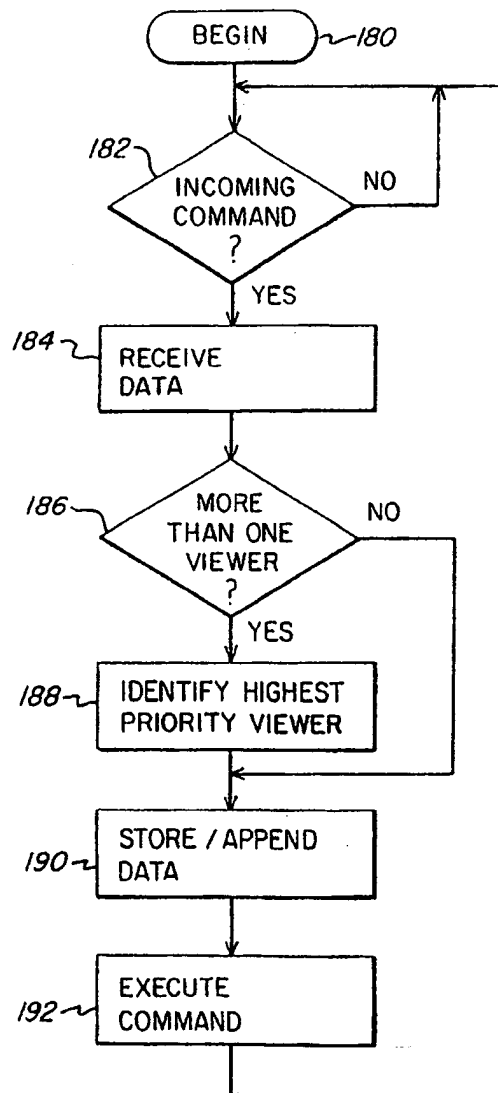 BEGIN
180
182
INCOMING
COMMAND
?
NO
YES
184
RECEIVE
DATA
186
MORE
THAN ONE
VIEWER
?
NO
YES
188
IDENTIFY HIGHEST
PRIORITY VIEWER
190
STORE / APPEND
DATA
192
EXECUTE
COMMAND